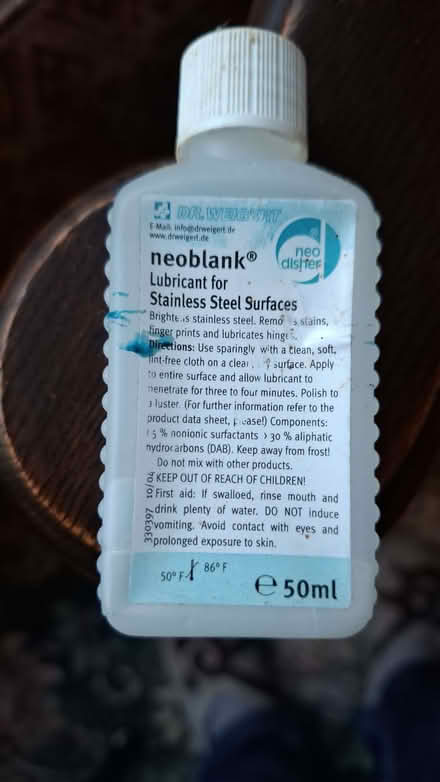 DR.WEIGERT
E-Mail: info@drweigert.de
www.drweigert.de
neo
disher
neoblank®
Lubricant for
Stainless Steel Surfaces
stainless steel. stains,
finger prints and lubricates
Directions: Use sparingly with a clean, soft,
lint-free cloth on a surface. Apply
to entire surface and allow lubricant to
penetrate for three to four minutes. Polish to
luster. (For further information refer to the
product data sheet, please!) Components:
5 % nonionic surfactants 30 % aliphatic
hydrocarbons (DAB). Keep away from frost!
Do not mix with other products.
KEEP OUT OF REACH OF CHILDREN!
First aid: If swalloed, rinse mouth and
drink plenty of water. DO NOT induce
vomiting. Avoid contact with eyes and
prolonged exposure to skin.
330397 10/04
50° F 86° F
e 50ml